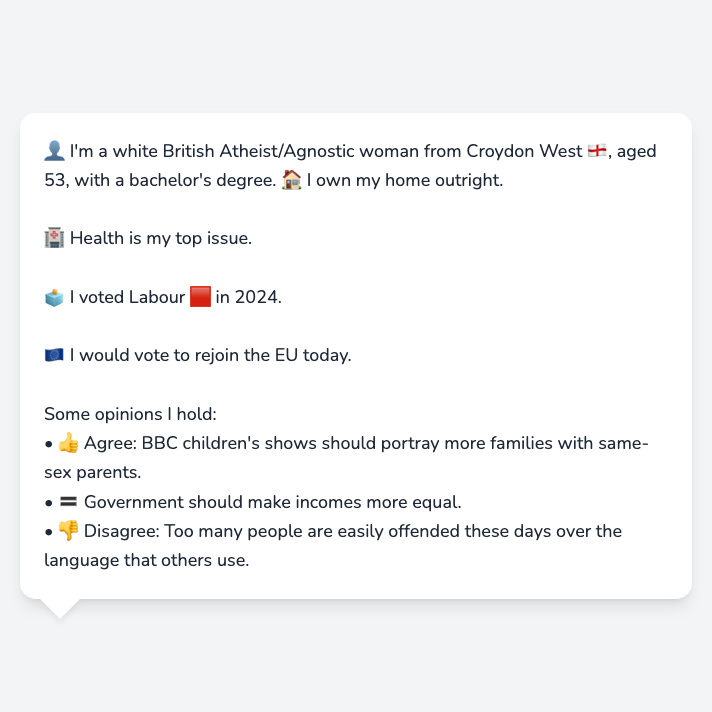 👤 I'm a white British Atheist/Agnostic woman from Croydon West 🏴󠁧󠁢󠁥󠁮󠁧󠁿, aged
53, with a bachelor's degree. 🏠 I own my home outright.
🏥 Health is my top issue.
🗳️ I voted Labour 🟥 in 2024.
🇪🇺 I would vote to rejoin the EU today.
Some opinions I hold:
• 👍 Agree: BBC children's shows should portray more families with same-
sex parents.
• 🟰 Government should make incomes more equal.
• 👎 Disagree: Too many people are easily offended these days over the
language that others use.